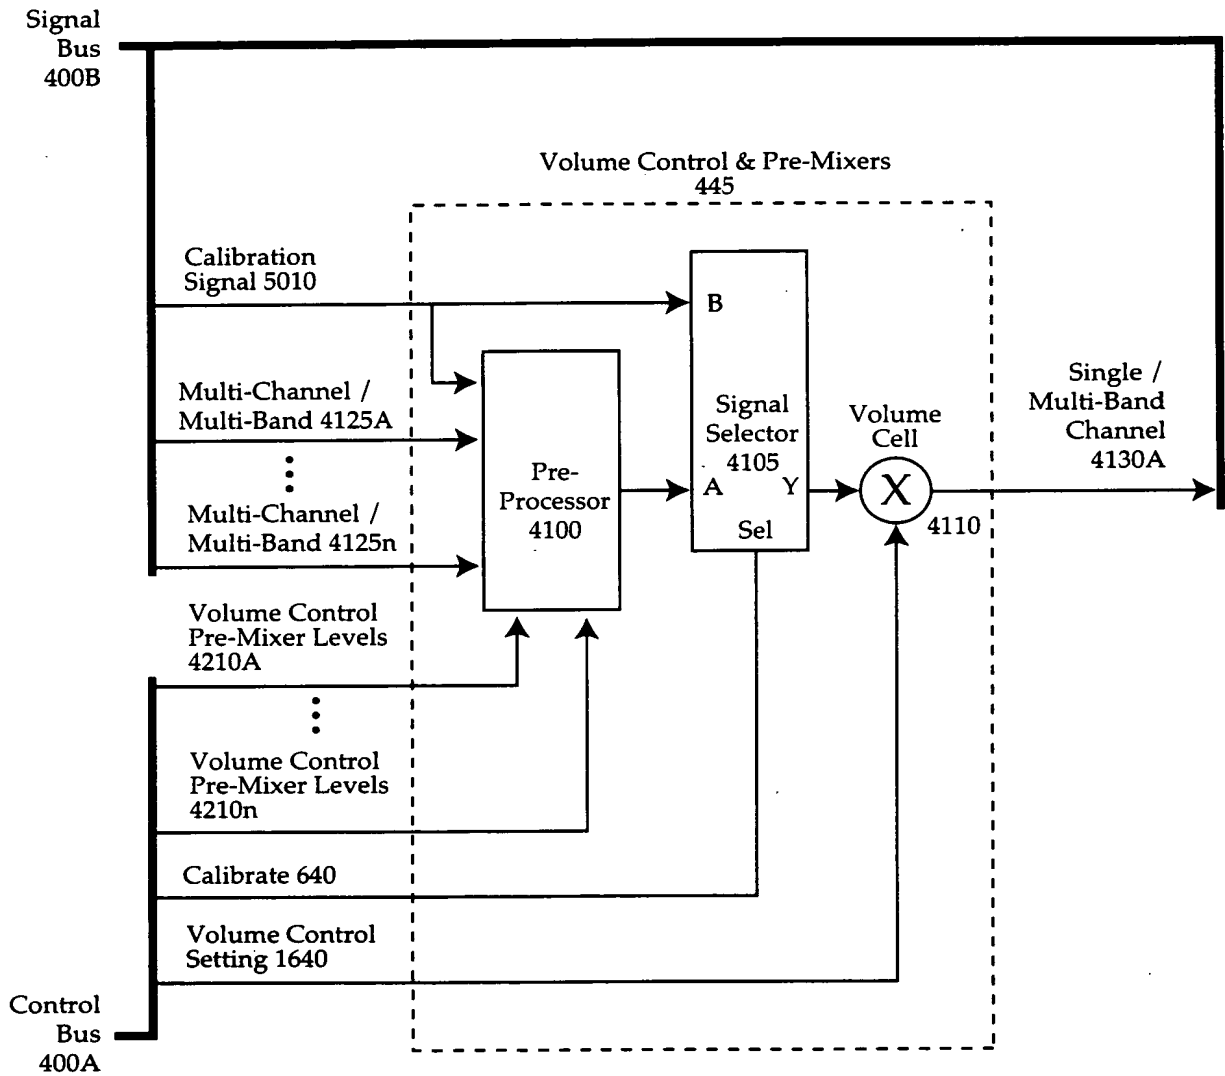 Signal
Bus
400B
Volume Control & Pre-Mixers
445
Calibration
Signal 5010
B
Multi-Channel /
Multi-Band 4125A
Signal
Selector
4105
Volume
Cell
Single /
Multi-Band
Channel
4130A
Pre-
Processor
4100
A
Y
X
4110
Sel
Multi-Channel /
Multi-Band 4125n
Volume Control
Pre-Mixer Levels
4210A
Volume Control
Pre-Mixer Levels
4210n
Calibrate 640
Volume Control
Setting 1640
Control
Bus
400A